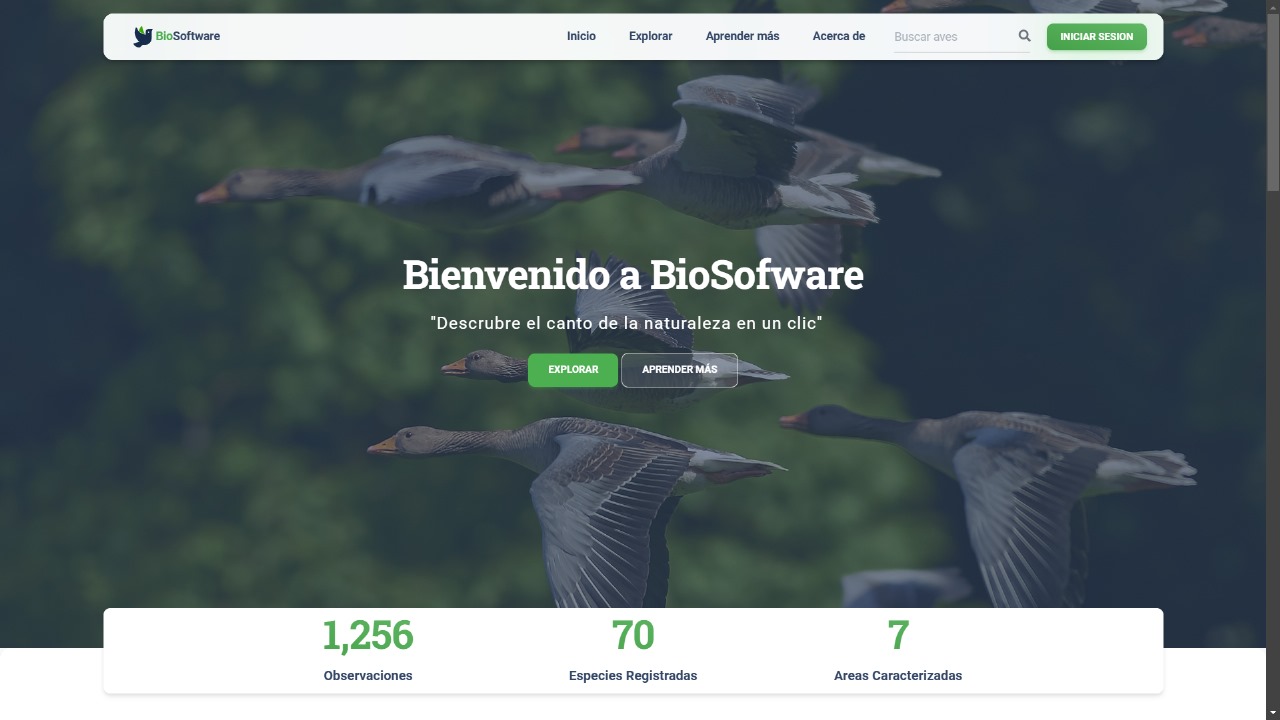 BioSoftware
Inicio
Explorar
Aprender más
Acerca de
Buscar aves
INICIAR SESION
Bienvenido a BioSofware
"Descrubre el canto de la naturaleza en un clic"
EXPLORAR
APRENDER MÁS
1,256
70
7
Observaciones
Especies Registradas
Areas Caracterizadas